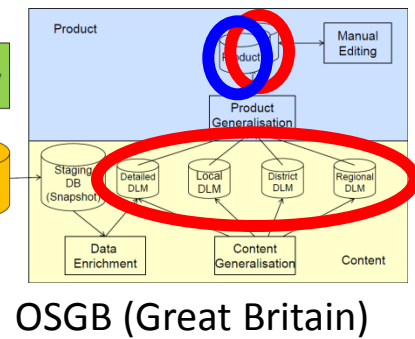 Product
Manual
Editing
Product
Product
Generalisation
Staging
DB
(Snapshot)
Detailed
DLM
Local
DLM
District
DLM
Regional
DLM
Data
Enrichment
Content
Generalisation
Content
OSGB (Great Britain)